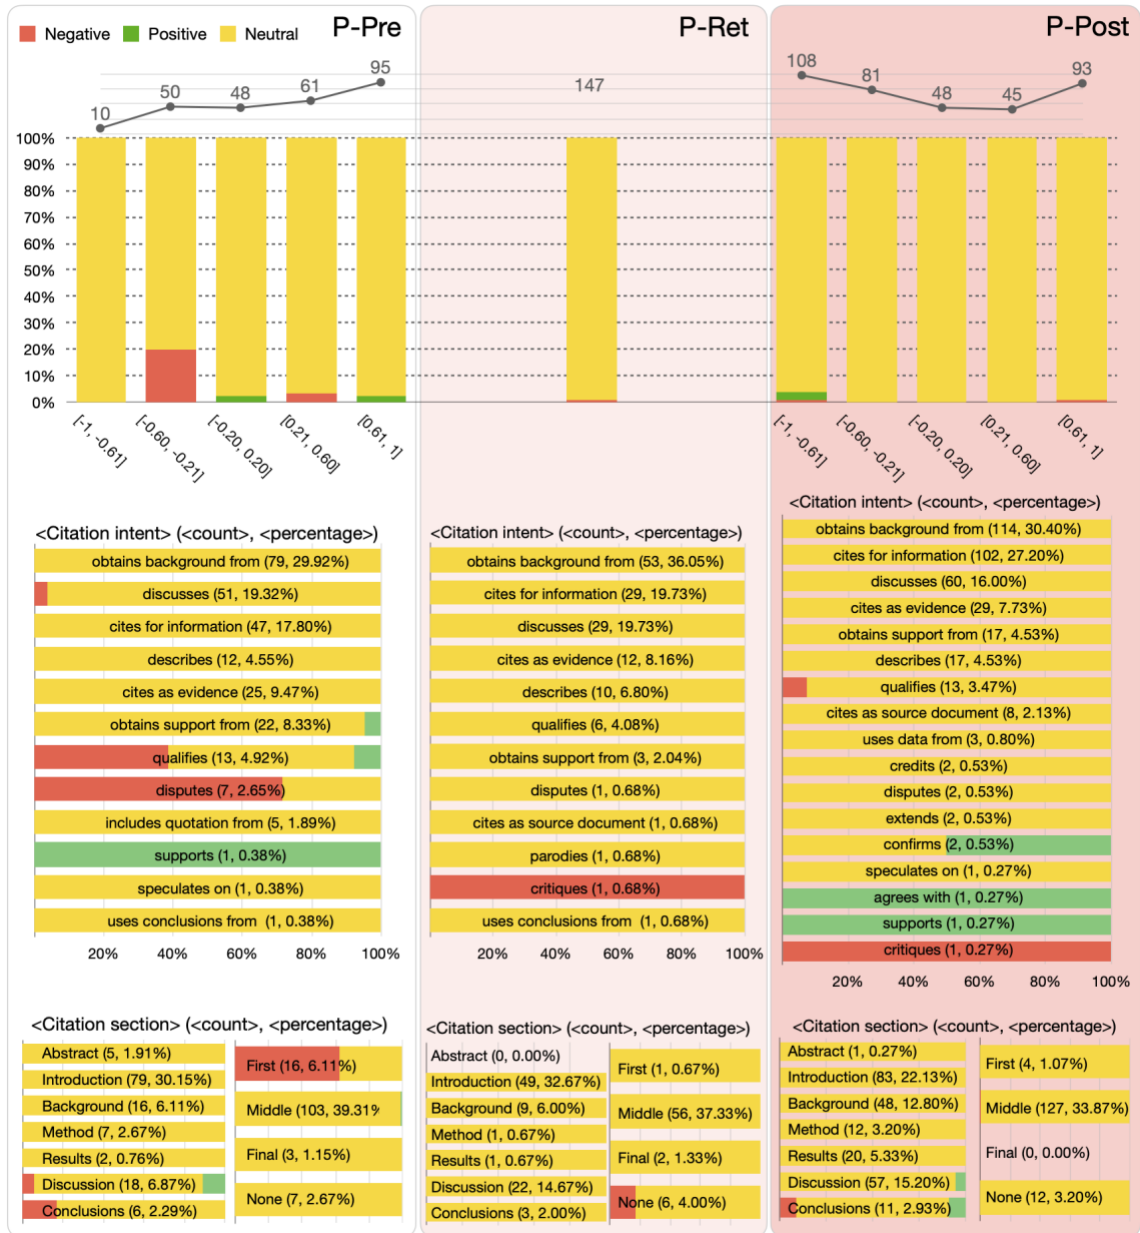 P-Pre
P-Ret
P-Post
Negative Positive Neutral
10 50 48 61 95
147
108 81 48 45 93
100%
90%
80%
70%
60%
50%
40%
30%
20%
10%
0%
[-1, -0.61] [-0.60, -0.21] [-0.20, 0.20] [0.21, 0.60] [0.61, 1]
[-1, -0.61] [-0.60, -0.21] [-0.20, 0.20] [0.21, 0.60] [0.61, 1]
<Citation intent> (<count>, <percentage>)
obtains background from (79, 29.92%)
discusses (51, 19.32%)
cites for information (47, 17.80%)
describes (12, 4.55%)
cites as evidence (25, 9.47%)
obtains support from (22, 8.33%)
qualifies (13, 4.92%)
disputes (7, 2.65%)
includes quotation from (5, 1.89%)
supports (1, 0.38%)
speculates on (1, 0.38%)
uses conclusions from (1, 0.38%)
20% 40% 60% 80% 100%
<Citation intent> (<count>, <percentage>)
obtains background from (53, 36.05%)
cites for information (29, 19.73%)
discusses (29, 19.73%)
cites as evidence (12, 8.16%)
describes (10, 6.80%)
qualifies (6, 4.08%)
obtains support from (3, 2.04%)
disputes (1, 0.68%)
cites as source document (1, 0.68%)
parodies (1, 0.68%)
critiques (1, 0.68%)
uses conclusions from (1, 0.68%)
20% 40% 60% 80% 100%
<Citation intent> (<count>, <percentage>)
obtains background from (114, 30.40%)
cites for information (102, 27.20%)
discusses (60, 16.00%)
cites as evidence (29, 7.73%)
obtains support from (17, 4.53%)
describes (17, 4.53%)
qualifies (13, 3.47%)
cites as source document (8, 2.13%)
uses data from (3, 0.80%)
credits (2, 0.53%)
disputes (2, 0.53%)
extends (2, 0.53%)
confirms (2, 0.53%)
speculates on (1, 0.27%)
agrees with (1, 0.27%)
supports (1, 0.27%)
critiques (1, 0.27%)
20% 40% 60% 80% 100%
<Citation section> (<count>, <percentage>)
Abstract (5, 1.91%)
Introduction (79, 30.15%)
Background (16, 6.11%)
Method (7, 2.67%)
Results (2, 0.76%)
Discussion (18, 6.87%)
Conclusions (6, 2.29%)
First (16, 6.11%)
Middle (103, 39.31%
Final (3, 1.15%)
None (7, 2.67%)
<Citation section> (<count>, <percentage>)
Abstract (0, 0.00%)
Introduction (49, 32.67%)
Background (9, 6.00%)
Method (1, 0.67%)
Results (1, 0.67%)
Discussion (22, 14.67%)
Conclusions (3, 2.00%)
First (1, 0.67%)
Middle (56, 37.33%)
Final (2, 1.33%)
None (6, 4.00%)
<Citation section> (<count>, <percentage>)
Abstract (1, 0.27%)
Introduction (83, 22.13%)
Background (48, 12.80%)
Method (12, 3.20%)
Results (20, 5.33%)
Discussion (57, 15.20%)
Conclusions (11, 2.93%)
First (4, 1.07%)
Middle (127, 33.87%)
Final (0, 0.00%)
None (12, 3.20%)